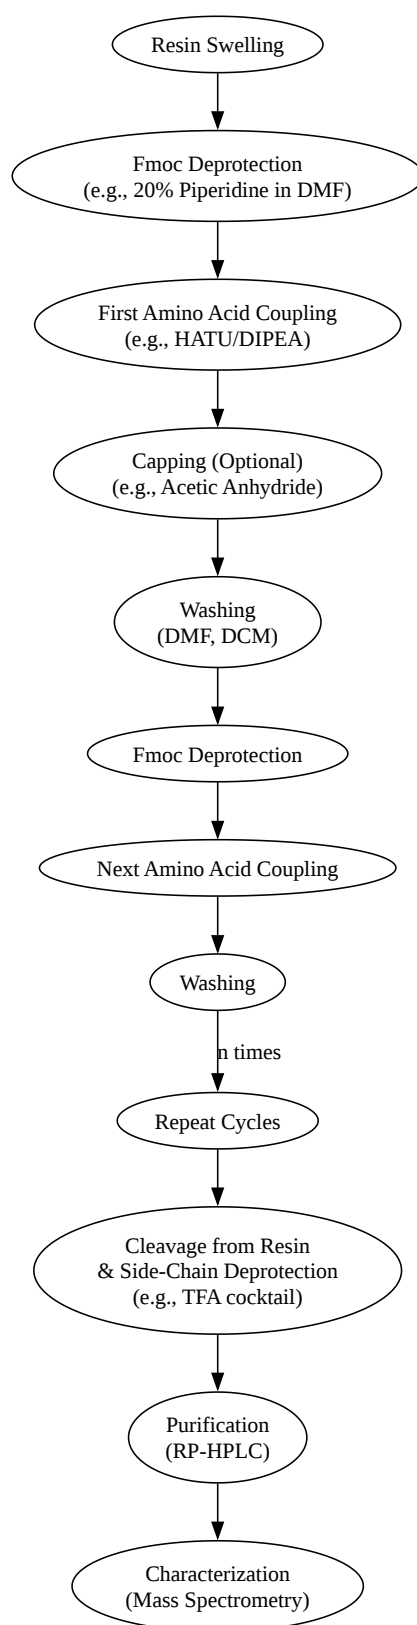 Resin Swelling
Fmoc Deprotection
(e.g., 20% Piperidine in DMF)
First Amino Acid Coupling
(e.g., HATU/DIPEA)
Capping (Optional)
(e.g., Acetic Anhydride)
Washing
(DMF, DCM)
Fmoc Deprotection
Next Amino Acid Coupling
Washing
n times
Repeat Cycles
Cleavage from Resin
& Side-Chain Deprotection
(e.g., TFA cocktail)
Purification
(RP-HPLC)
Characterization
(Mass Spectrometry)